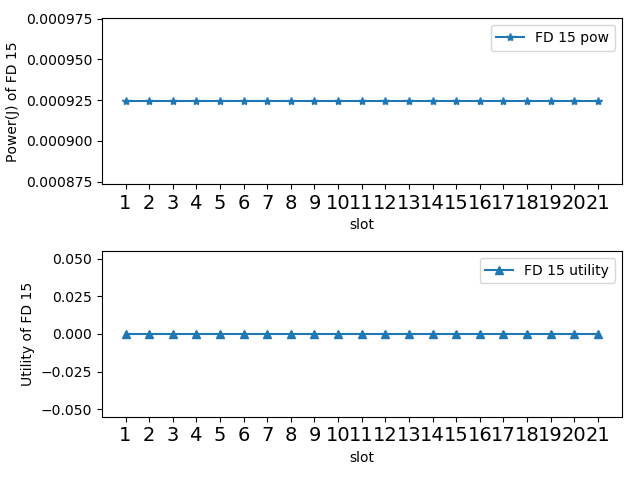 0.000975
0.000950
0.000925
0.000900
0.000875
Power(J) of FD 15
FD 15 pow
1 2 3 4 5 6 7 8 9 10 11 12 13 14 15 16 17 18 19 20 21
slot
0.050
0.025
0.000
−0.025
−0.050
Utility of FD 15
FD 15 utility
1 2 3 4 5 6 7 8 9 10 11 12 13 14 15 16 17 18 19 20 21
slot